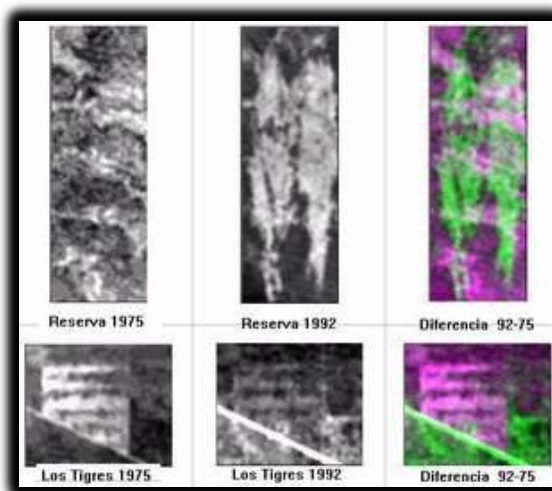 Reserva 1975
Reserva 1992
Diferencia 92-75
Los Tigres 1975
Los Tigres 1992
Diferencia 92-75